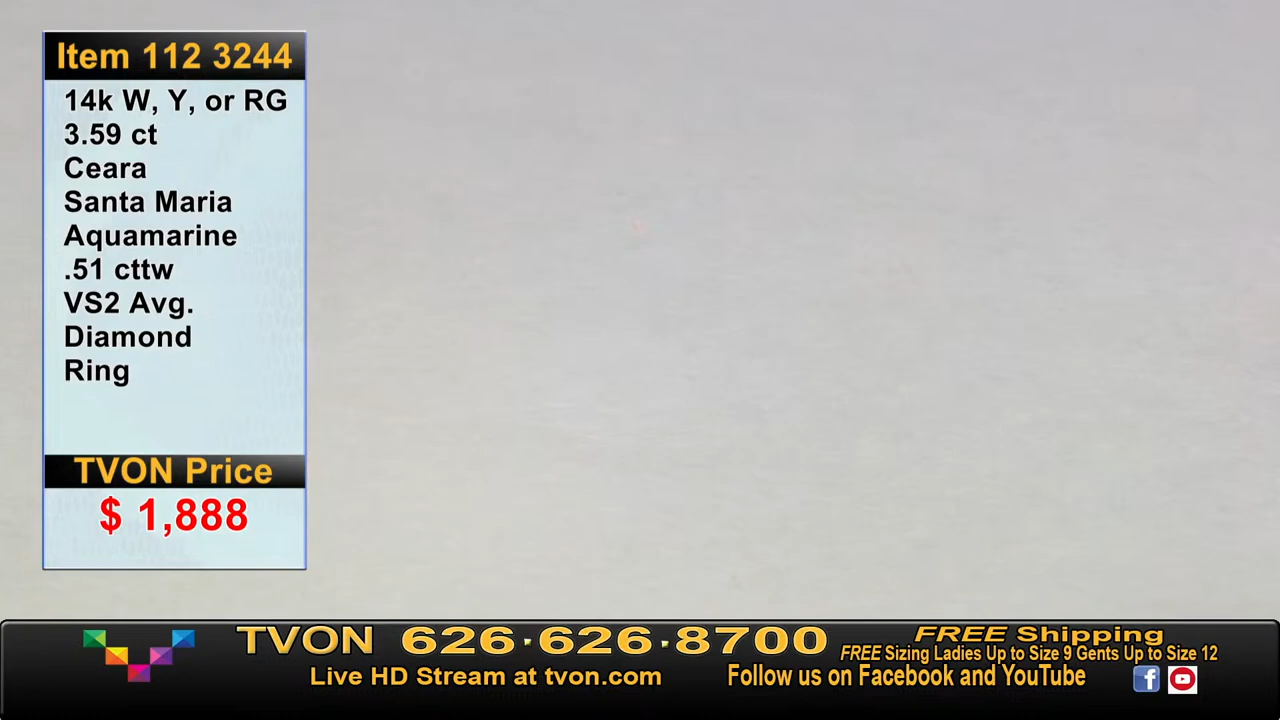 Item 112 3244
14k W, Y, or RG
3.59 ct
Ceara
Santa Maria
Aquamarine
.51 cttw
VS2 Avg.
Diamond
Ring
TVON Price
$ 1,888
TVON 626·626·8700
FREE Shipping
FREE Sizing Ladies Up to Size 9 Gents Up to Size 12
Live HD Stream at tvon.com
Follow us on Facebook and YouTube